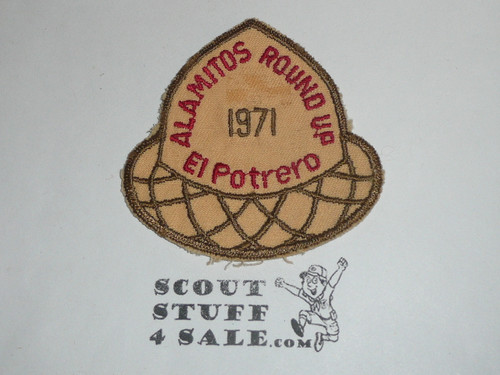 ALAMITOS ROUND UP
1971
El Potrero
SCOUT
STUFF
4 SALE.COM